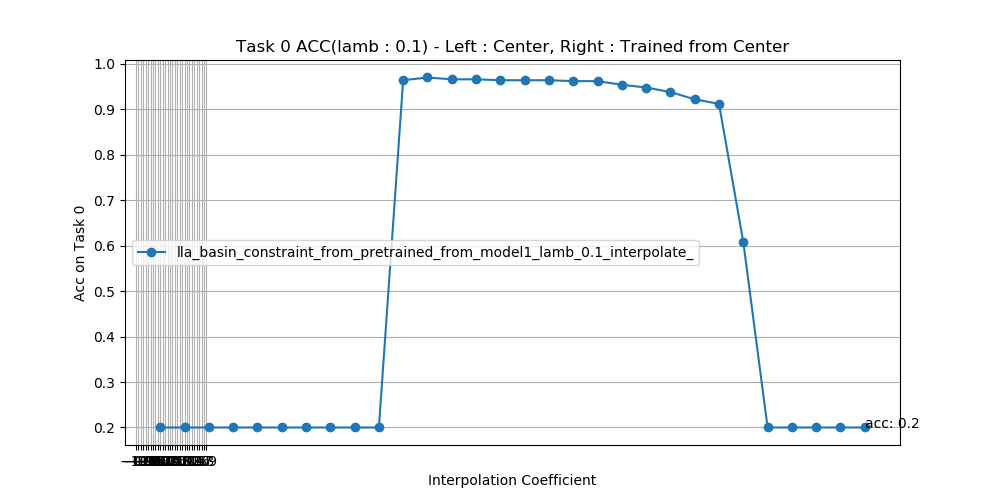 Task 0 ACC(lamb : 0.1) - Left : Center, Right : Trained from Center
1.0
0.9
0.8
0.7
0.6
0.5
0.4
0.3
0.2
Acc on Task 0
lla_basin_constraint_from_pretrained_from_model1_lamb_0.1_interpolate_
acc: 0.2
Interpolation Coefficient